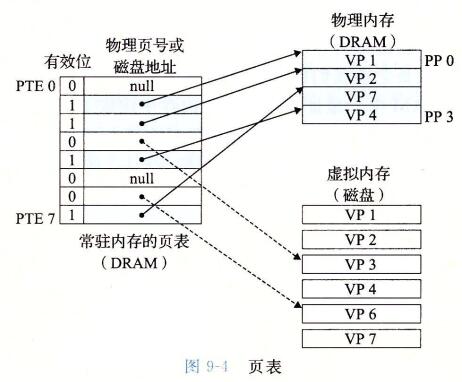 物理页号或
磁盘地址
有效位
PTE 0
0
null
1
1
0
1
0
null
0
PTE 7
1
常驻内存的页表
（DRAM）
物理内存
（DRAM）
VP 1
PP 0
VP 2
VP 7
VP 4
PP 3
虚拟内存
（磁盘）
VP 1
VP 2
VP 3
VP 4
VP 6
VP 7
图 9-4 页表